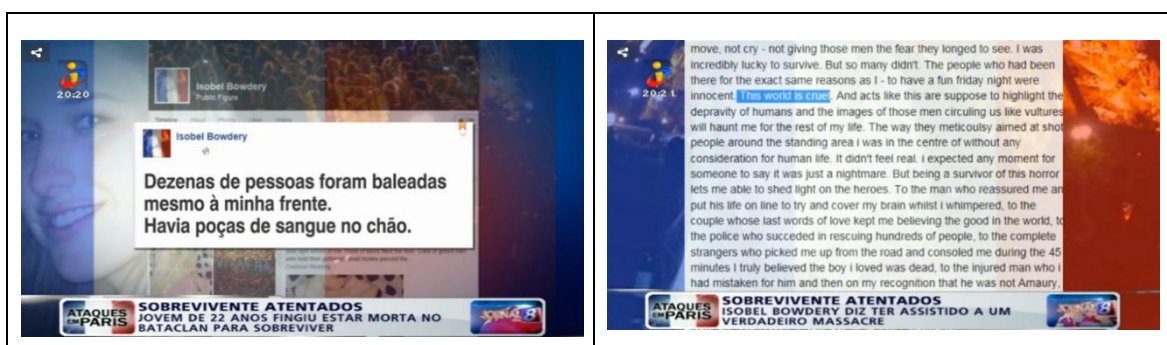 20:20
Isobel Bowdery
Public Figure
Timeline About Photos Likes Videos
Isobel Bowdery
Dezenas de pessoas foram baleadas
mesmo à minha frente.
Havia poças de sangue no chão.
ATAQUES
EM PARIS
SOBREVIVENTE ATENTADOS
JOVEM DE 22 ANOS FINGIU ESTAR MORTA NO
BATACLAN PARA SOBREVIVER
JORNAL 8
20:21
move, not cry - not giving those men the fear they longed to see. I was
incredibly lucky to survive. But so many didn't. The people who had been
there for the exact same reasons as I - to have a fun friday night were
innocent. This world is cruel. And acts like this are suppose to highlight the
depravity of humans and the images of those men circuling us like vultures
will haunt me for the rest of my life. The way they meticoulsy aimed at shot
people around the standing area i was in the centre of without any
consideration for human life. It didn't feel real. i expected any moment for
someone to say it was just a nightmare. But being a survivor of this horror
lets me able to shed light on the heroes. To the man who reassured me an
put his life on line to try and cover my brain whilst i whimpered, to the
couple whose last words of love kept me believing the good in the world, to
the police who succeded in rescuing hundreds of people, to the complete
strangers who picked me up from the road and consoled me during the 45
minutes I truly believed the boy i loved was dead, to the injured man who i
had mistaken for him and then on my recognition that he was not Amaury,
ATAQUES
EM PARIS
SOBREVIVENTE ATENTADOS
ISOBEL BOWDERY DIZ TER ASSISTIDO A UM
VERDADEIRO MASSACRE
JORNAL 8